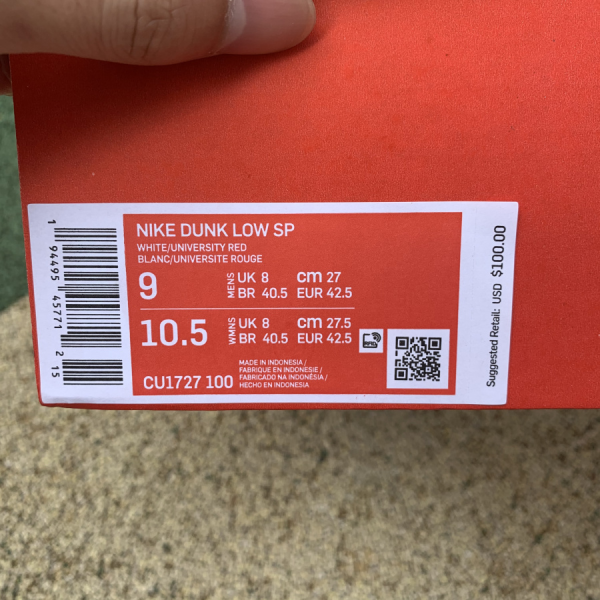 1 94495 45771 2 15
NIKE DUNK LOW SP
WHITE/UNIVERSITY RED
BLANC/UNIVERSITE ROUGE
9 MENS UK 8 cm 27
BR 40.5 EUR 42.5
10.5 WMNS UK 8 cm 27.5
BR 40.5 EUR 42.5
CU1727 100
MADE IN INDONESIA /
FABRIQUE EN INDONESIE /
FABRICADO NA INDONÉSIA /
HECHO EN INDONESIA
RFID
Suggested Retail: USD $100.00